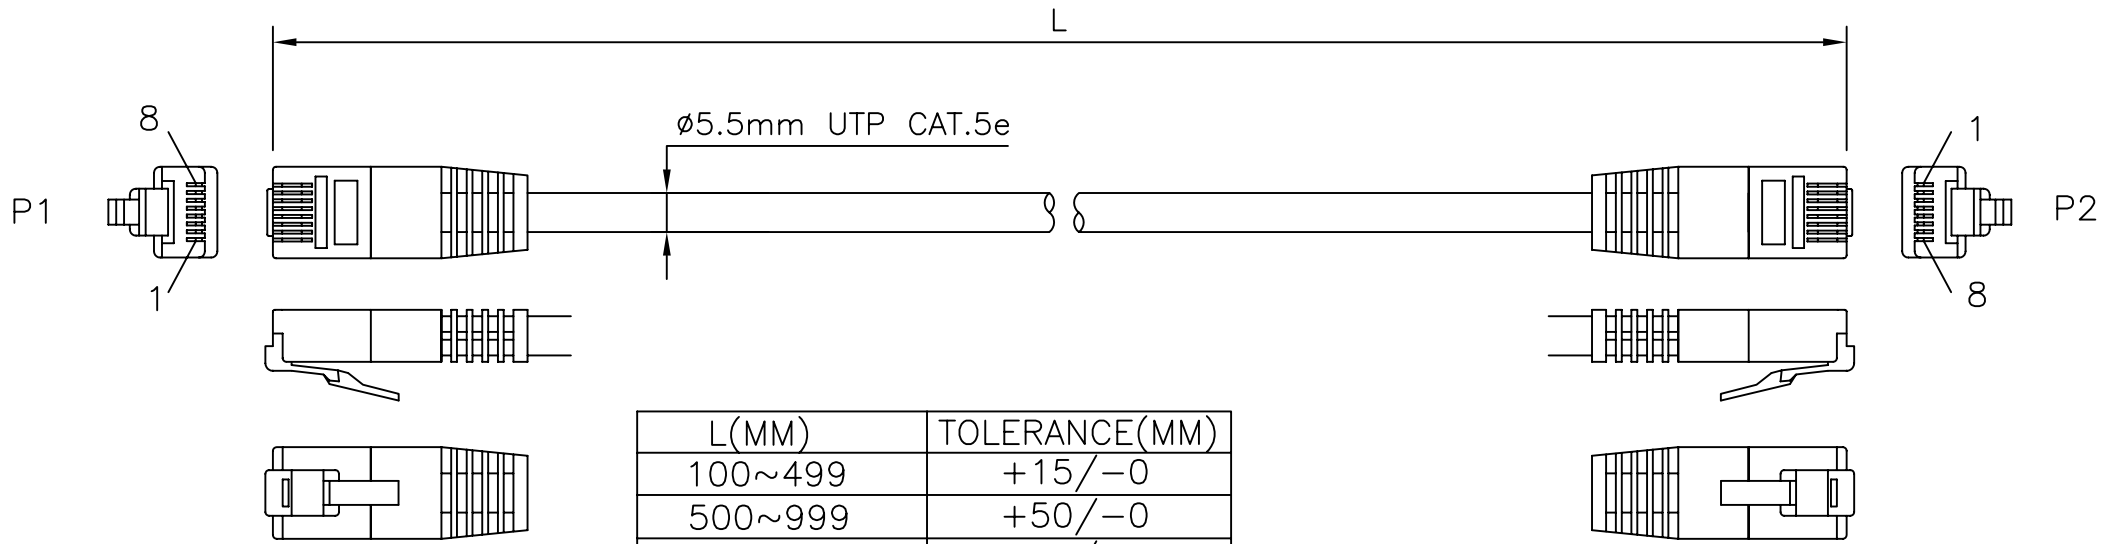 L
8
ø5.5mm UTP CAT.5e
1
P1
P2
1
8
L(MM) TOLERANCE(MM)
100~499 +15/-0
500~999 +50/-0